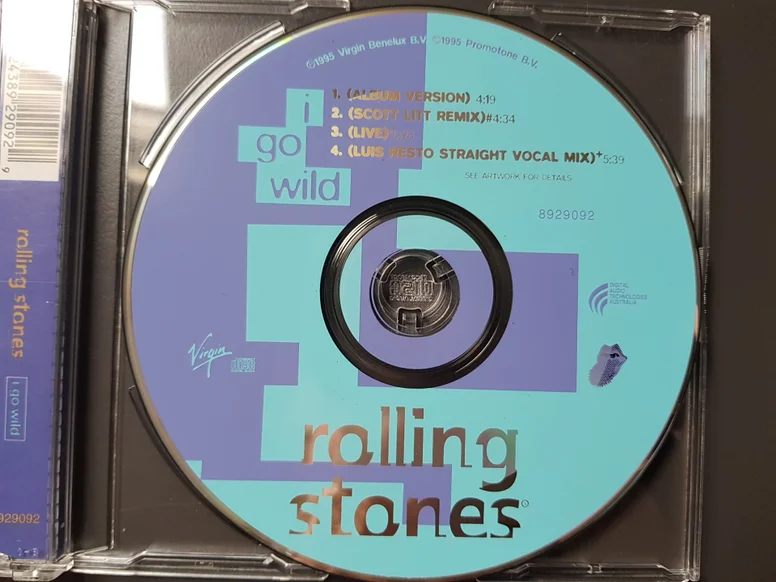 ℗1995 Virgin Benelux B.V. ©1995 Promotone B.V.
1. (ALBUM VERSION) 4:19
2. (SCOTT LITT REMIX)#4:34
3. (LIVE)
4. (LUIS RESTO STRAIGHT VOCAL MIX)+5:39
SEE ARTWORK FOR DETAILS
8929092
i
go
wild
DIGITAL
AUDIO
TECHNOLOGIES
AUSTRALIA
Virgin
rolling
stones
rolling stones
i go wild
929092